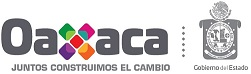 Oaxaca
JUNTOS CONSTRUIMOS EL CAMBIO
Gobierno del Estado